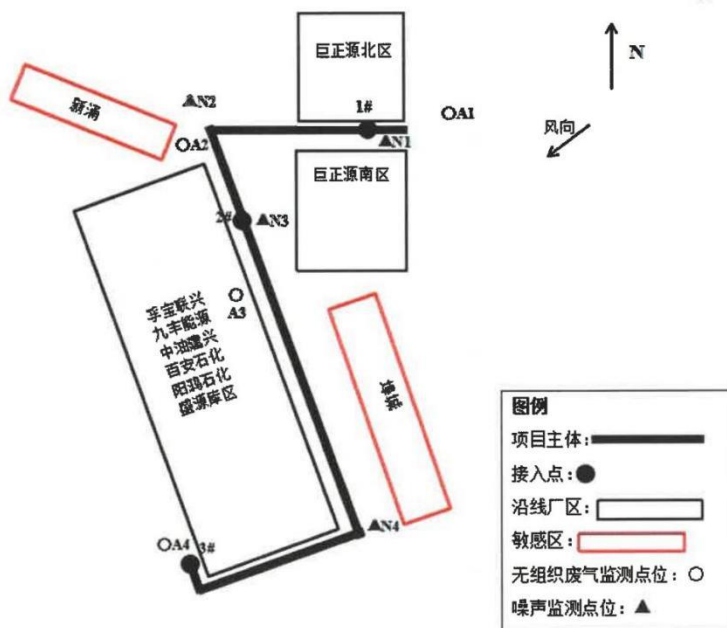 巨正源北区
N
颖涌
▲N2
1#
○A1
风向
○A2
▲N1
巨正源南区
2#
▲N3
A3
孚宝联兴
九丰能源
中油鸿兴
百安石化
阳鸿石化
盛源库区
○A4
3#
▲N4
图例
项目主体:
接入点:
沿线厂区:
敏感区:
无组织废气监测点位: ○
噪声监测点位: ▲